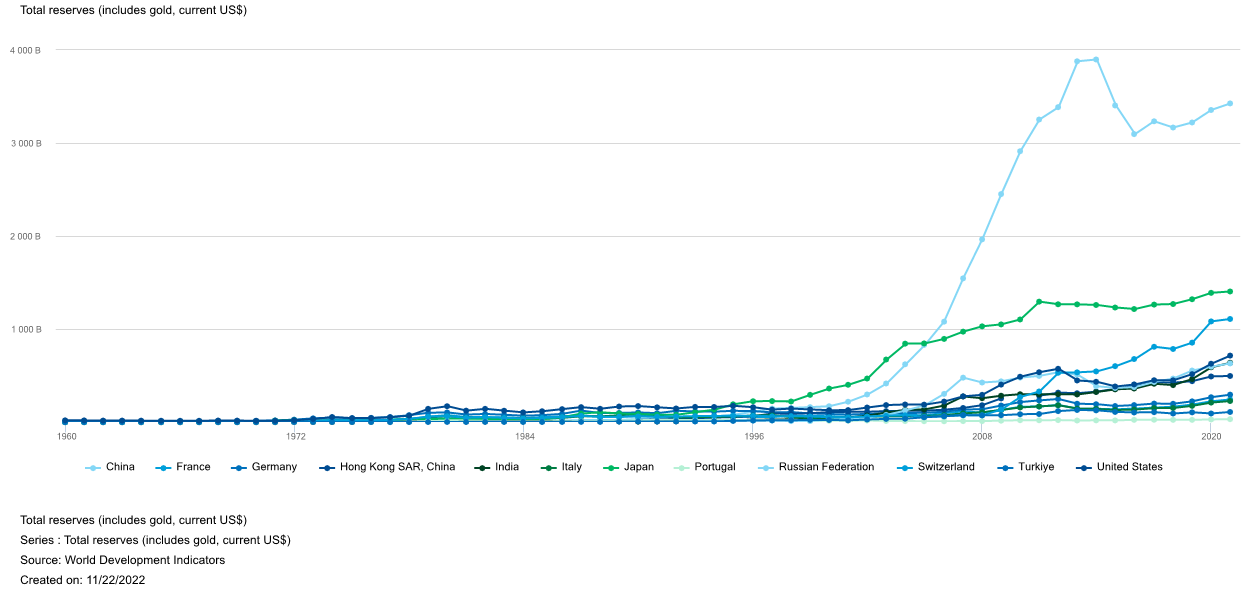 Total reserves (includes gold, current US$)
4 000 B
3 000 B
2 000 B
1 000 B
1960 1972 1984 1996 2008 2020
China France Germany Hong Kong SAR, China India Italy Japan Portugal Russian Federation Switzerland Turkiye United States
Total reserves (includes gold, current US$)
Series : Total reserves (includes gold, current US$)
Source: World Development Indicators
Created on: 11/22/2022